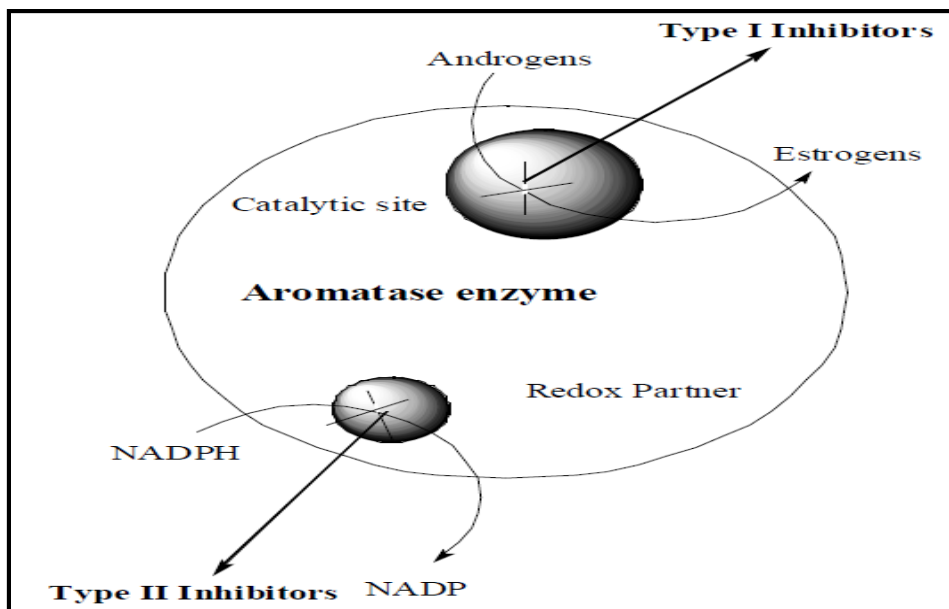 Type I Inhibitors
Androgens
Estrogens
Catalytic site
Aromatase enzyme
Redox Partner
NADPH
Type II Inhibitors
NADP